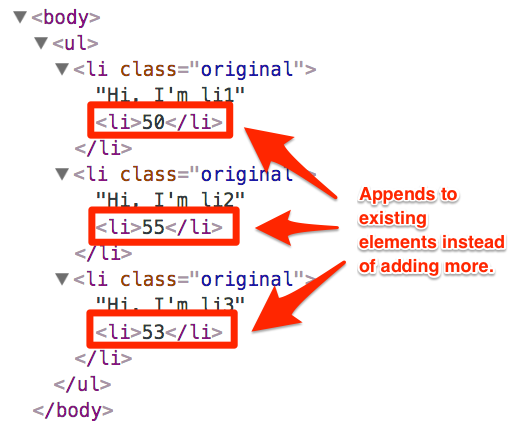 ▼<body>
▼<ul>
▼<li class="original">
"Hi, I'm li1"
<li>50</li>
</li>
▼<li class="original">
"Hi, I'm li2"
<li>55</li>
</li>
▼<li class="original">
"Hi, I'm li3"
<li>53</li>
</li>
</ul>
</body>
Appends to
existing
elements instead
of adding more.